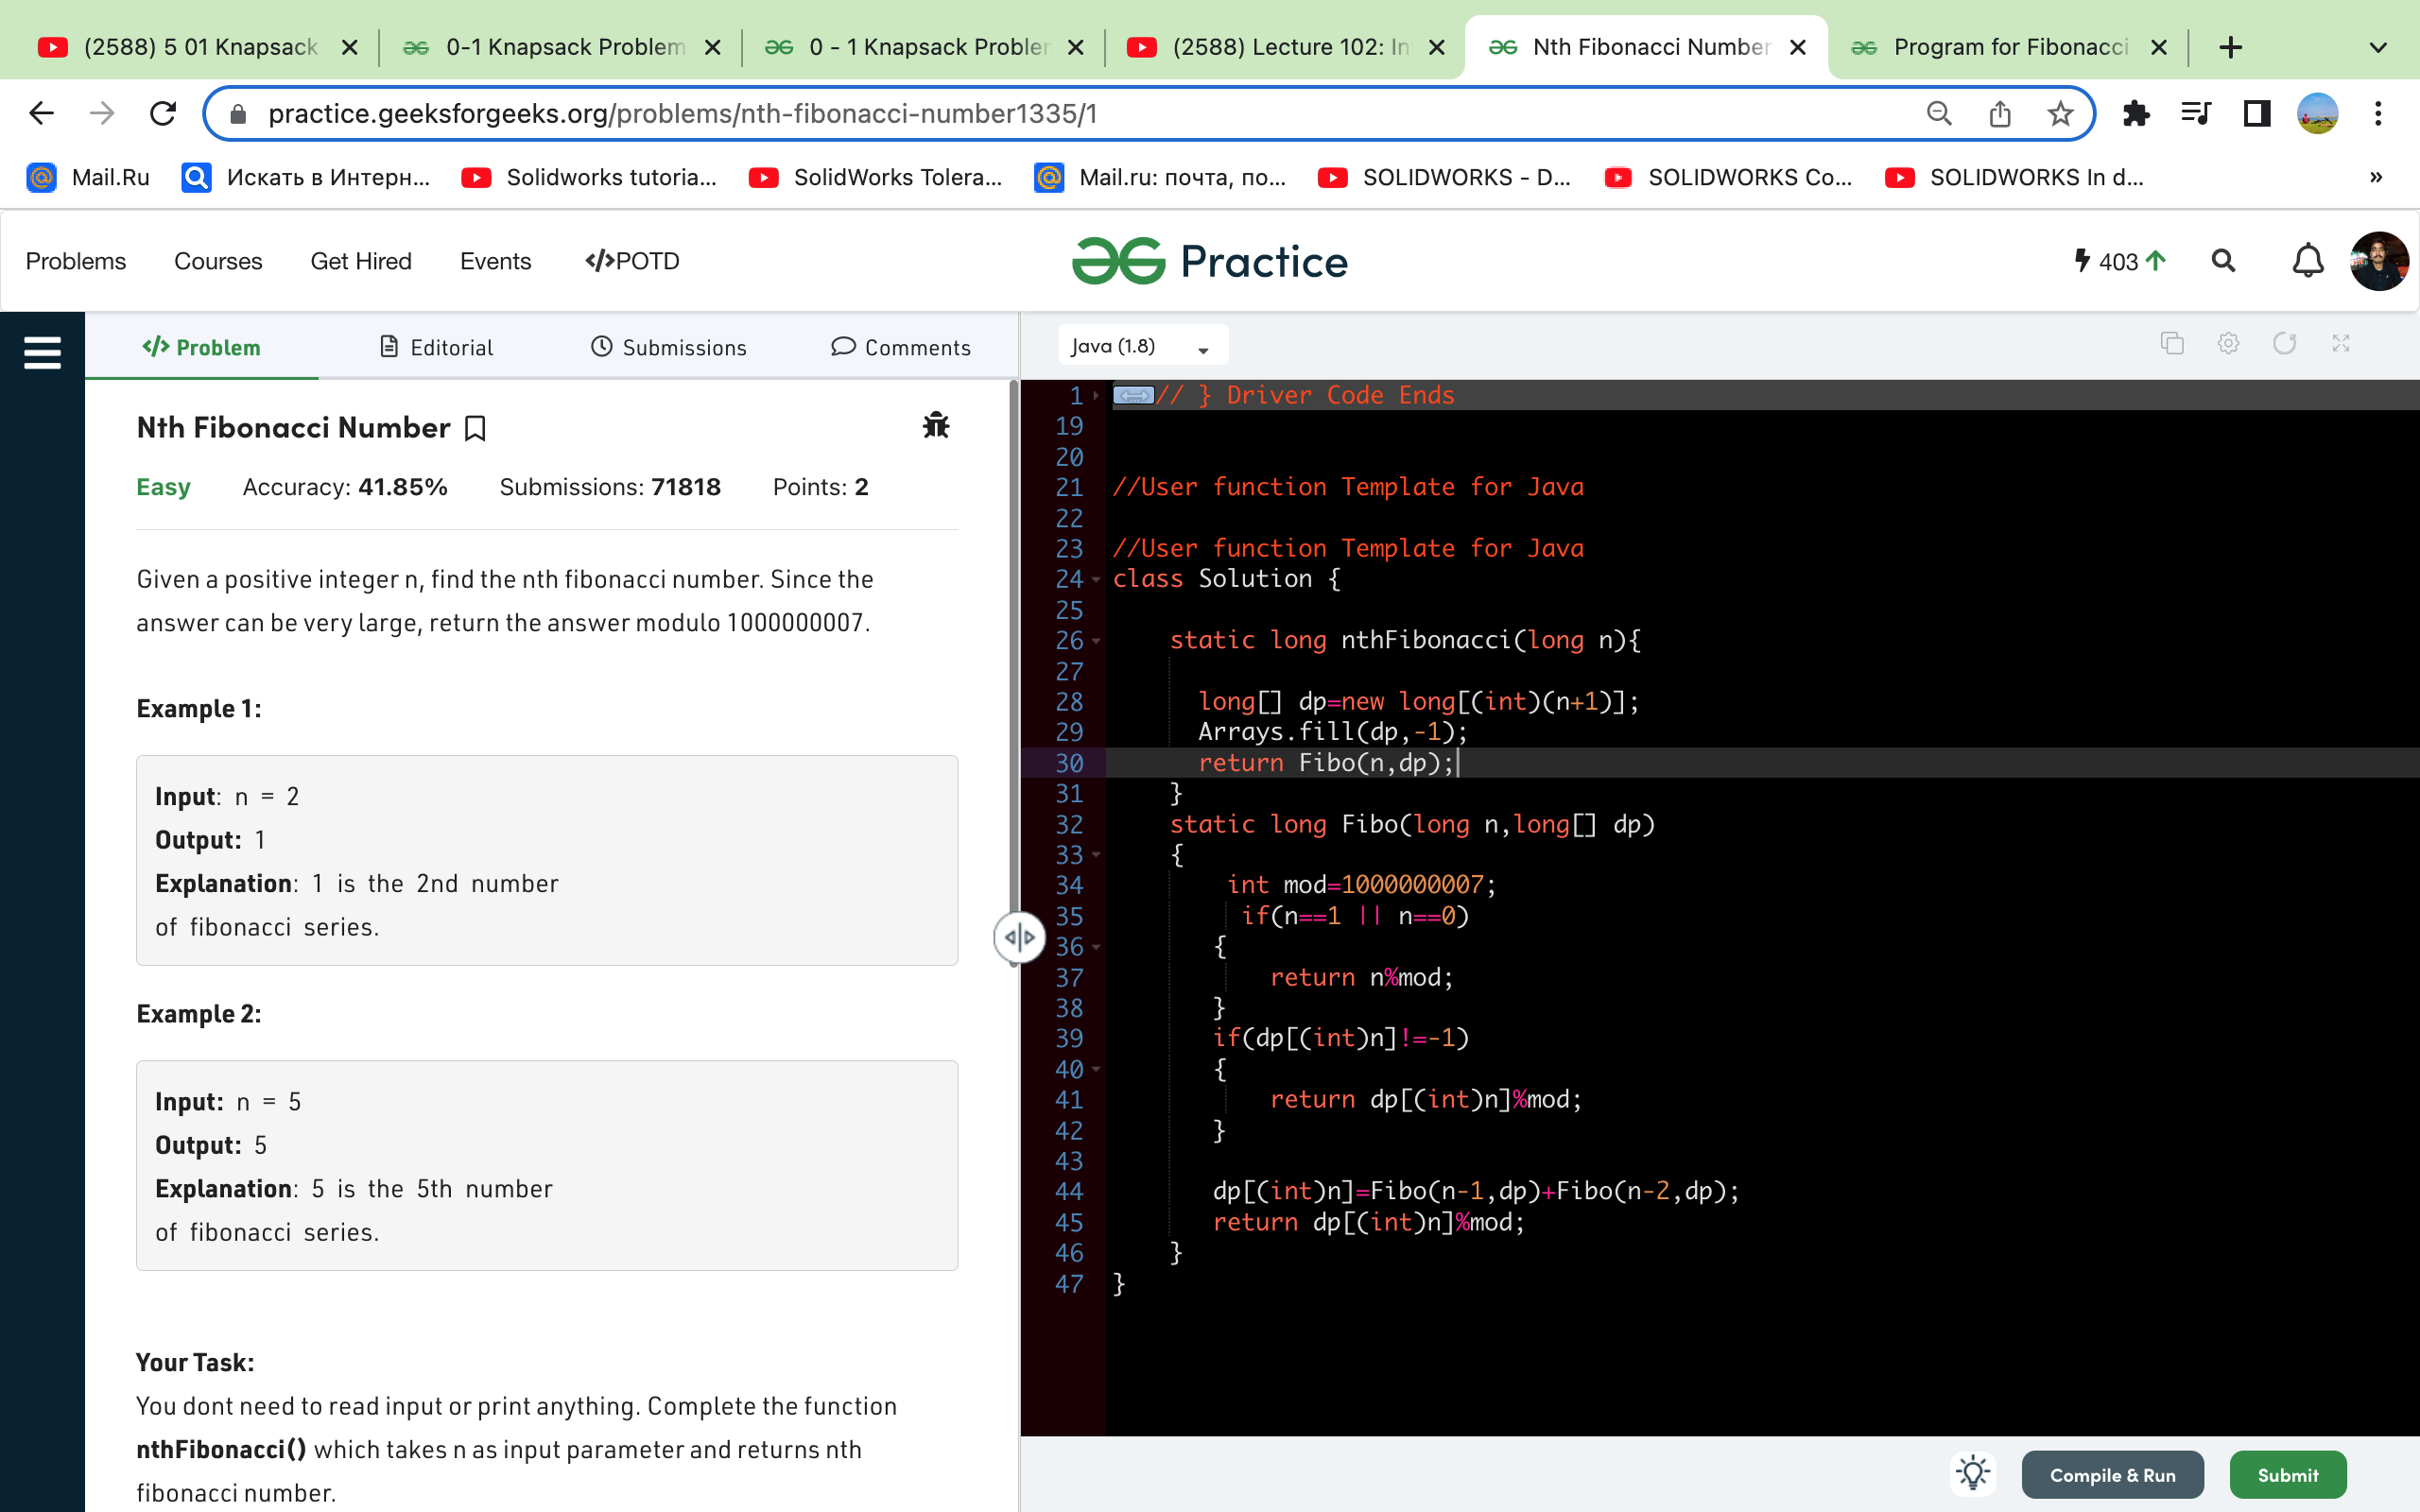 (2588) 5 01 Knapsack
0-1 Knapsack Problem
0 - 1 Knapsack Problem
(2588) Lecture 102: In
Nth Fibonacci Number
Program for Fibonacci
practice.geeksforgeeks.org/problems/nth-fibonacci-number1335/1
Mail.Ru
Искать в Интерн...
Solidworks tutoria...
SolidWorks Tolera...
Mail.ru: почта, по...
SOLIDWORKS - D...
SOLIDWORKS Co...
SOLIDWORKS In d...
»
Problems
Courses
Get Hired
Events
</>POTD
Practice
403
</> Problem
Editorial
Submissions
Comments
Java (1.8)
Nth Fibonacci Number
Easy
Accuracy: 41.85%
Submissions: 71818
Points: 2
Given a positive integer n, find the nth fibonacci number. Since the
answer can be very large, return the answer modulo 1000000007.
Example 1:
Input: n = 2
Output: 1
Explanation: 1 is the 2nd number
of fibonacci series.
Example 2:
Input: n = 5
Output: 5
Explanation: 5 is the 5th number
of fibonacci series.
Your Task:
You dont need to read input or print anything. Complete the function
nthFibonacci() which takes n as input parameter and returns nth
fibonacci number.
1 // } Driver Code Ends
19
20
21 //User function Template for Java
22
23 //User function Template for Java
24 class Solution {
25
26 static long nthFibonacci(long n){
27
28 long[] dp=new long[(int)(n+1)];
29 Arrays.fill(dp,-1);
30 return Fibo(n,dp);
31 }
32 static long Fibo(long n,long[] dp)
33 {
34 int mod=1000000007;
35 if(n==1 || n==0)
36 {
37 return n%mod;
38 }
39 if(dp[(int)n]!=-1)
40 {
41 return dp[(int)n]%mod;
42 }
43
44 dp[(int)n]=Fibo(n-1,dp)+Fibo(n-2,dp);
45 return dp[(int)n]%mod;
46 }
47 }
Compile & Run
Submit